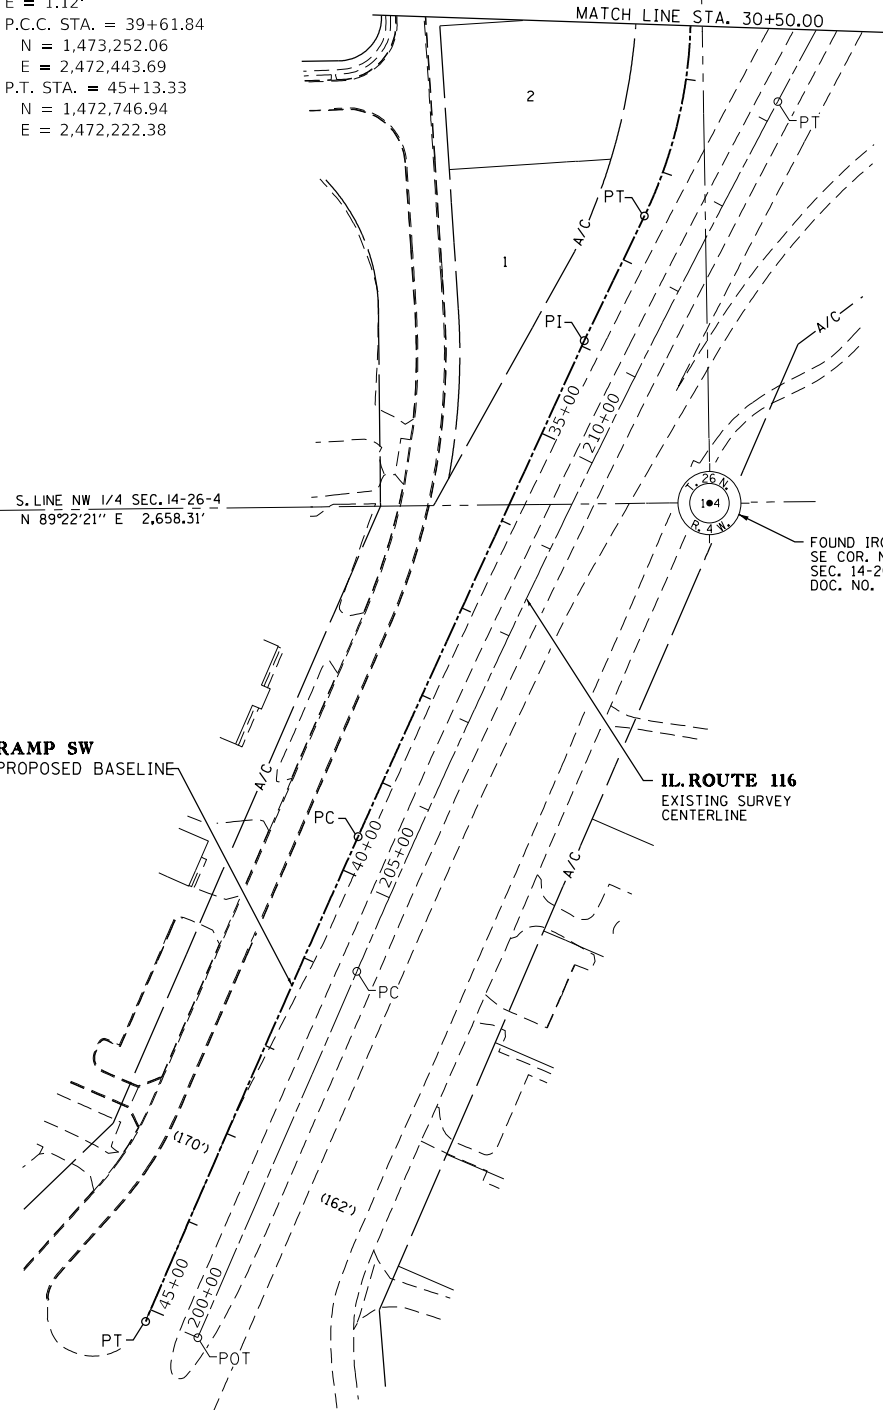 E = 1.12'
P.C.C. STA. = 39+61.84
N = 1,473,252.06
E = 2,472,443.69
P.T. STA. = 45+13.33
N = 1,472,746.94
E = 2,472,222.38
MATCH LINE STA. 30+50.00
2
PT
PT
A/C
1
PI
A/C
35+00
210+00
S. LINE NW 1/4 SEC. 14-26-4
N 89°22'21" E 2,658.31'
T. 26 N.
14
R. 4 W.
FOUND
SE COR.
SEC.
DOC. NO.
RAMP SW
PROPOSED BASELINE
A/C
IL. ROUTE 116
EXISTING SURVEY
CENTERLINE
PC
40+00
205+00
A/C
PC
(170')
(162')
45+00
200+00
PT
POT